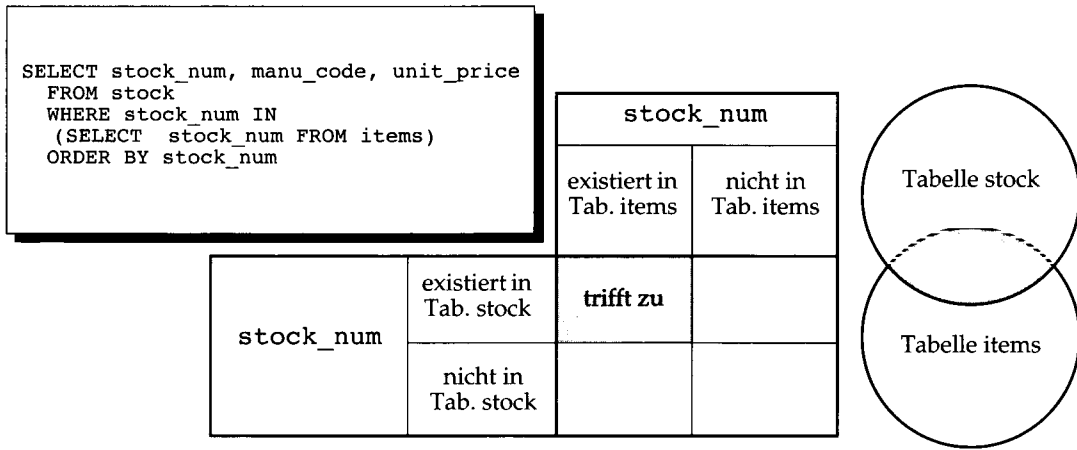 SELECT stock_num, manu_code, unit_price
FROM stock
WHERE stock_num IN
(SELECT stock_num FROM items)
ORDER BY stock_num
stock_num
existiert in
Tab. items
nicht in
Tab. items
Tabelle stock
existiert in
Tab. stock
trifft zu
stock_num
Tabelle items
nicht in
Tab. stock